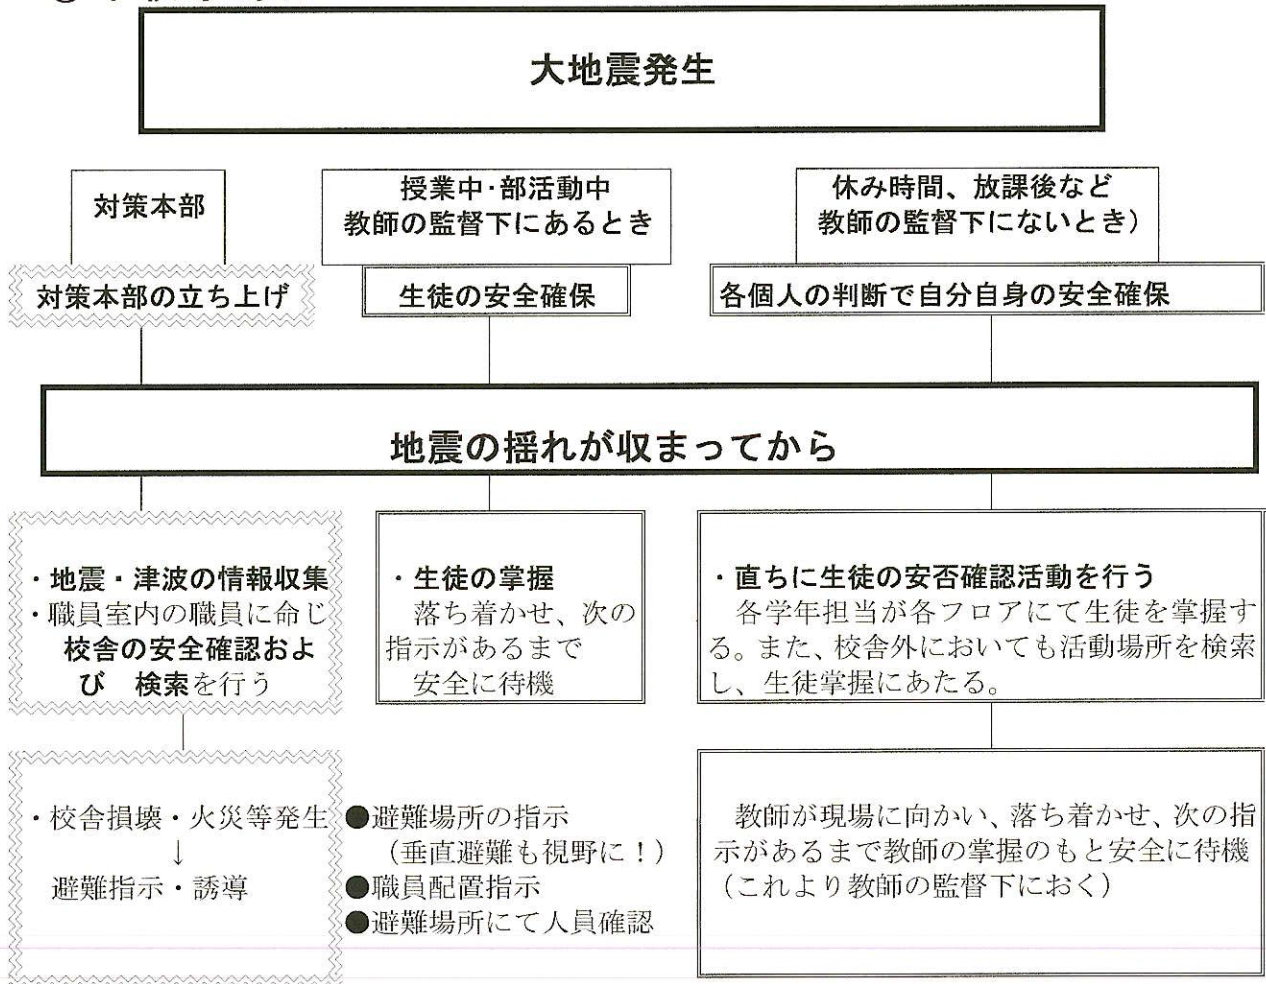 大地震発生
対策本部
授業中・部活動中
教師の監督下にあるとき
休み時間、放課後など
教師の監督下にないとき）
対策本部の立ち上げ
生徒の安全確保
各個人の判断で自分自身の安全確保
地震の揺れが収まってから
・地震・津波の情報収集
・職員室内の職員に命じ
校舎の安全確認およ
び　検索を行う
・生徒の掌握
落ち着かせ、次の
指示があるまで
安全に待機
・直ちに生徒の安否確認活動を行う
各学年担当が各フロアにて生徒を掌握す
る。また、校舎外においても活動場所を検索
し、生徒掌握にあたる。
・校舎損壊・火災等発生
↓
避難指示・誘導
●避難場所の指示
（垂直避難も視野に！）
●職員配置指示
●避難場所にて人員確認
教師が現場に向かい、落ち着かせ、次の指
示があるまで教師の掌握のもと安全に待機
（これより教師の監督下におく）